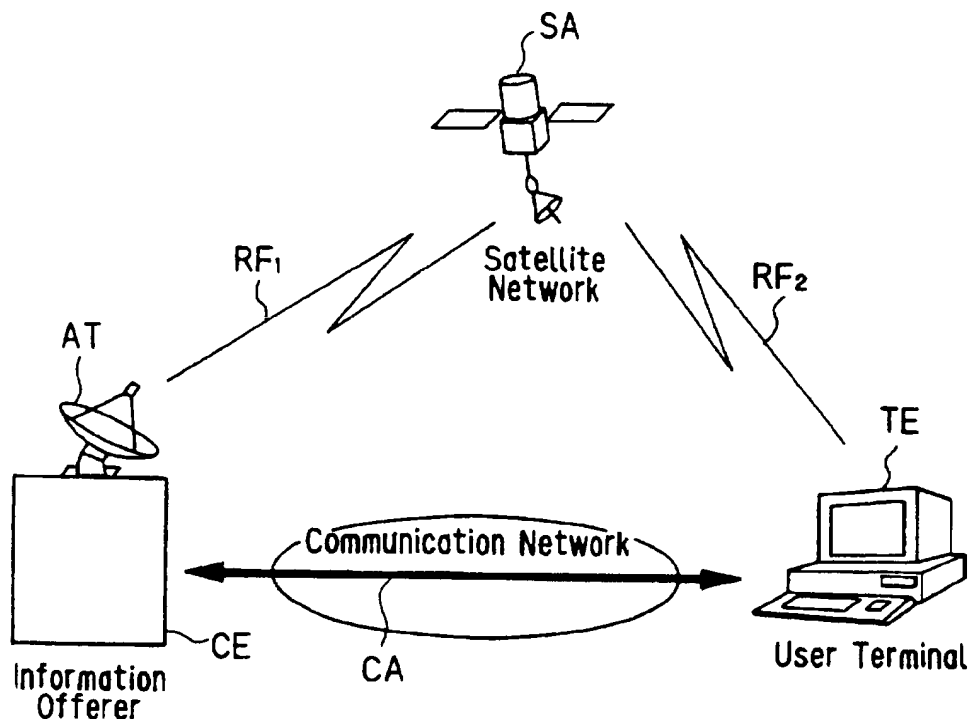 SA
Satellite
Network
RF₁
RF₂
AT
TE
Communication Network
CE
CA
Information
Offerer
User Terminal